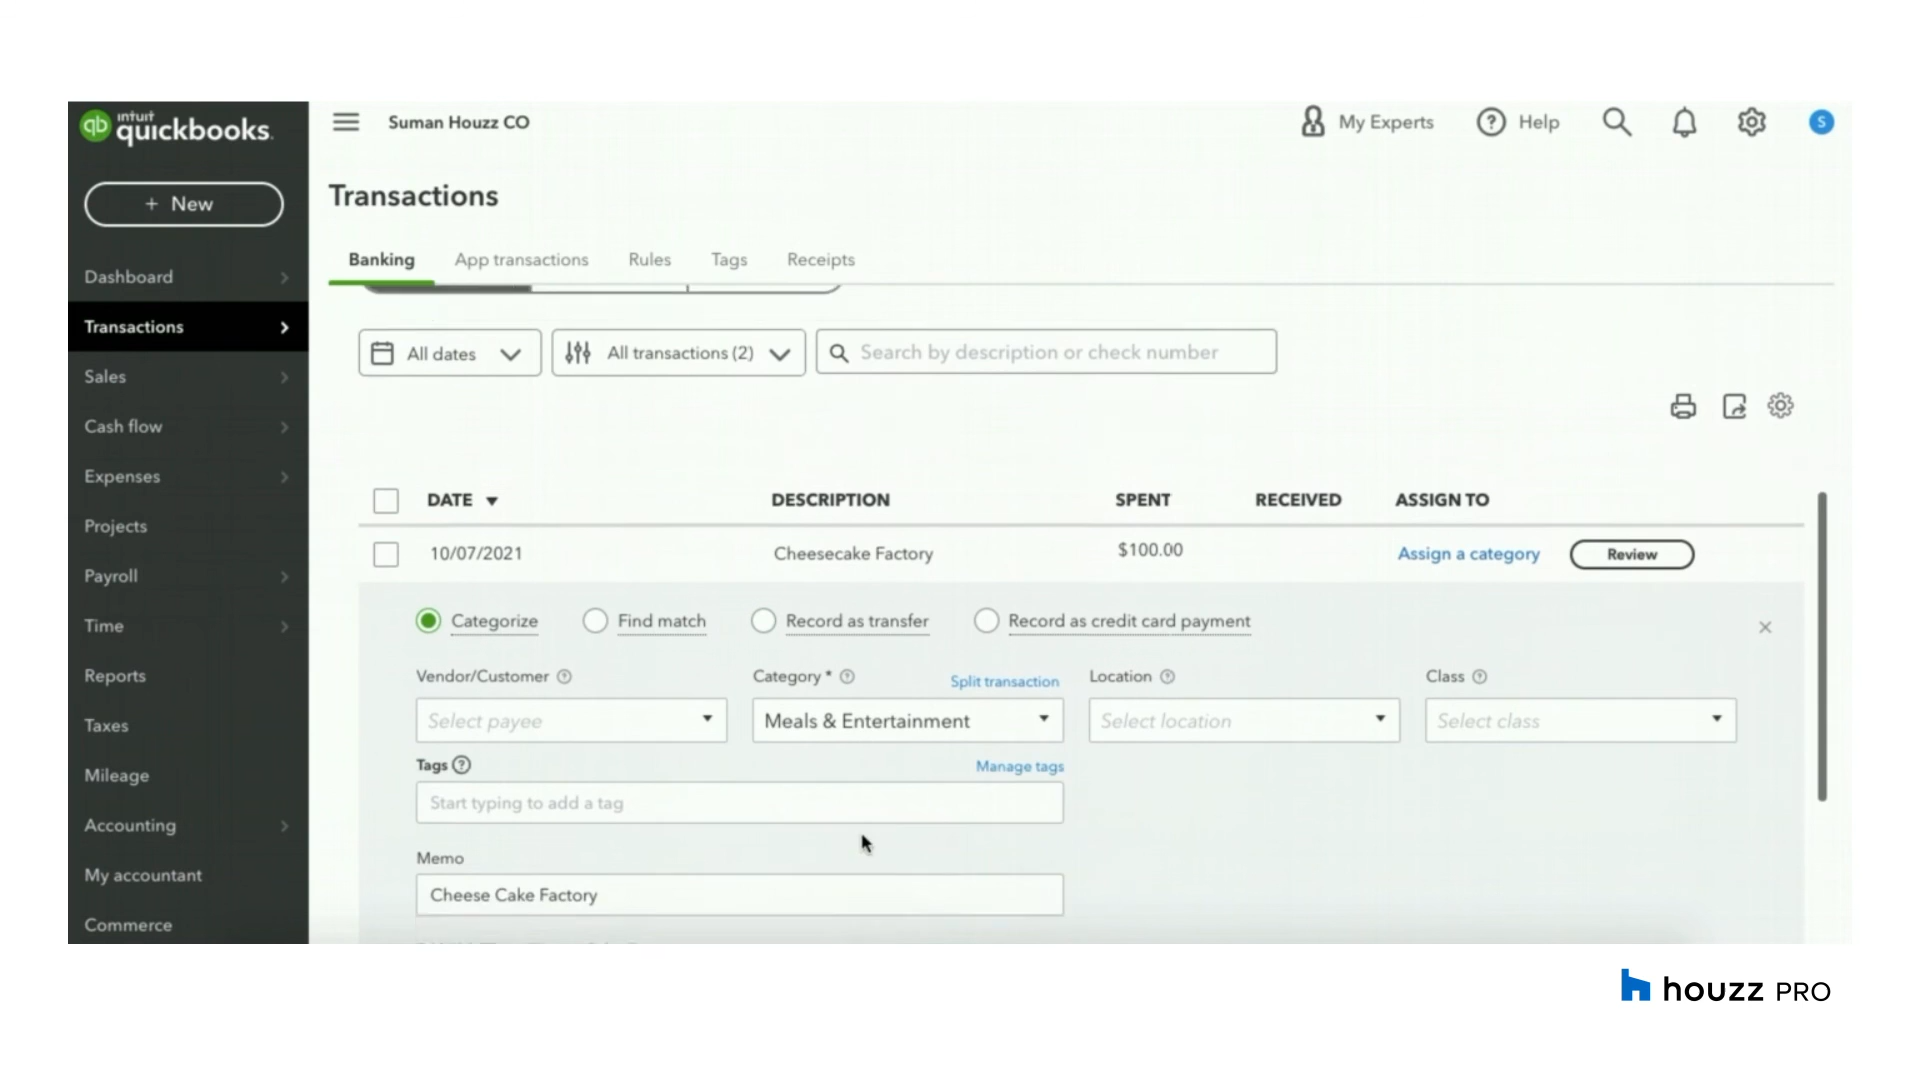 intuit
quickbooks.
Suman Houzz CO
My Experts
Help
S
+ New
Transactions
Banking
App transactions
Rules
Tags
Receipts
Dashboard
Transactions
Sales
Cash flow
Expenses
Projects
Payroll
Time
Reports
Taxes
Mileage
Accounting
My accountant
Commerce
All dates
All transactions (2)
Search by description or check number
DATE
DESCRIPTION
SPENT
RECEIVED
ASSIGN TO
10/07/2021
Cheesecake Factory
$100.00
Assign a category
Review
Categorize
Find match
Record as transfer
Record as credit card payment
Vendor/Customer
Category *
Split transaction
Location
Class
Select payee
Meals & Entertainment
Select location
Select class
Tags
Manage tags
Start typing to add a tag
Memo
Cheese Cake Factory
houzz PRO